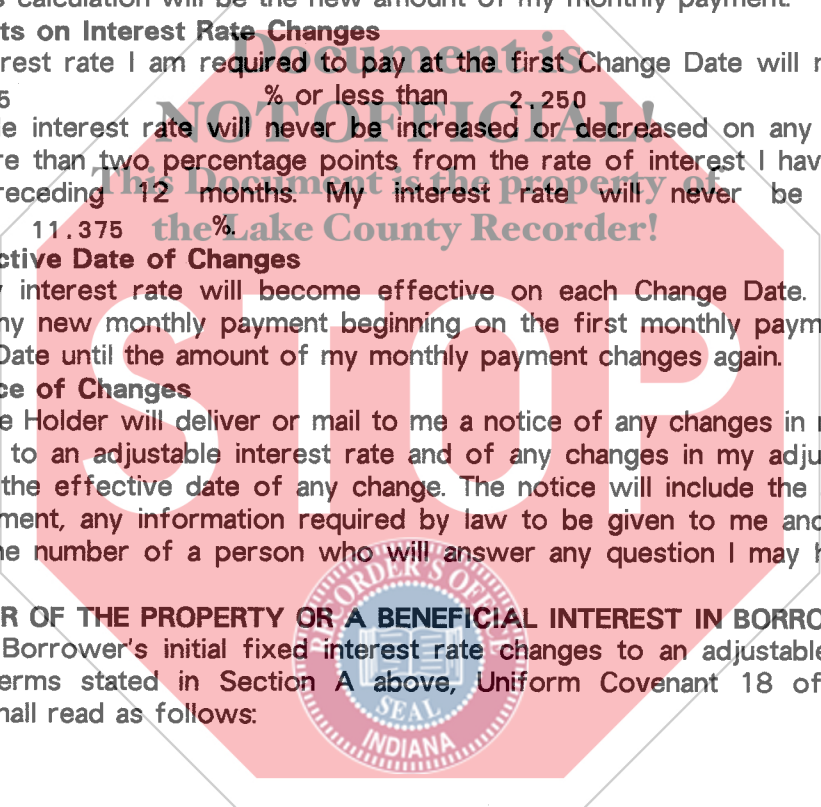 s calculation will be the new amount of my monthly payment.
ts on Interest Rate Changes
rest rate I am required to pay at the first Change Date will
5 % or less than 2.250
e interest rate will never be increased or decreased on any
re than two percentage points from the rate of interest I hav
receding 12 months. My interest rate will never be
11.375 %.
ctive Date of Changes
interest rate will become effective on each Change Date.
ny new monthly payment beginning on the first monthly paym
Date until the amount of my monthly payment changes again.
ce of Changes
e Holder will deliver or mail to me a notice of any changes in
to an adjustable interest rate and of any changes in my adju
the effective date of any change. The notice will include the
ment, any information required by law to be given to me and
ne number of a person who will answer any question I may h
R OF THE PROPERTY OR A BENEFICIAL INTEREST IN BORRO
Borrower's initial fixed interest rate changes to an adjustable
erms stated in Section A above, Uniform Covenant 18 of
hall read as follows:
Document is
NOT OFFICIAL!
This Document is the property of
the Lake County Recorder!
STOP
RECORDER'S OFFICE
SEAL
INDIANA